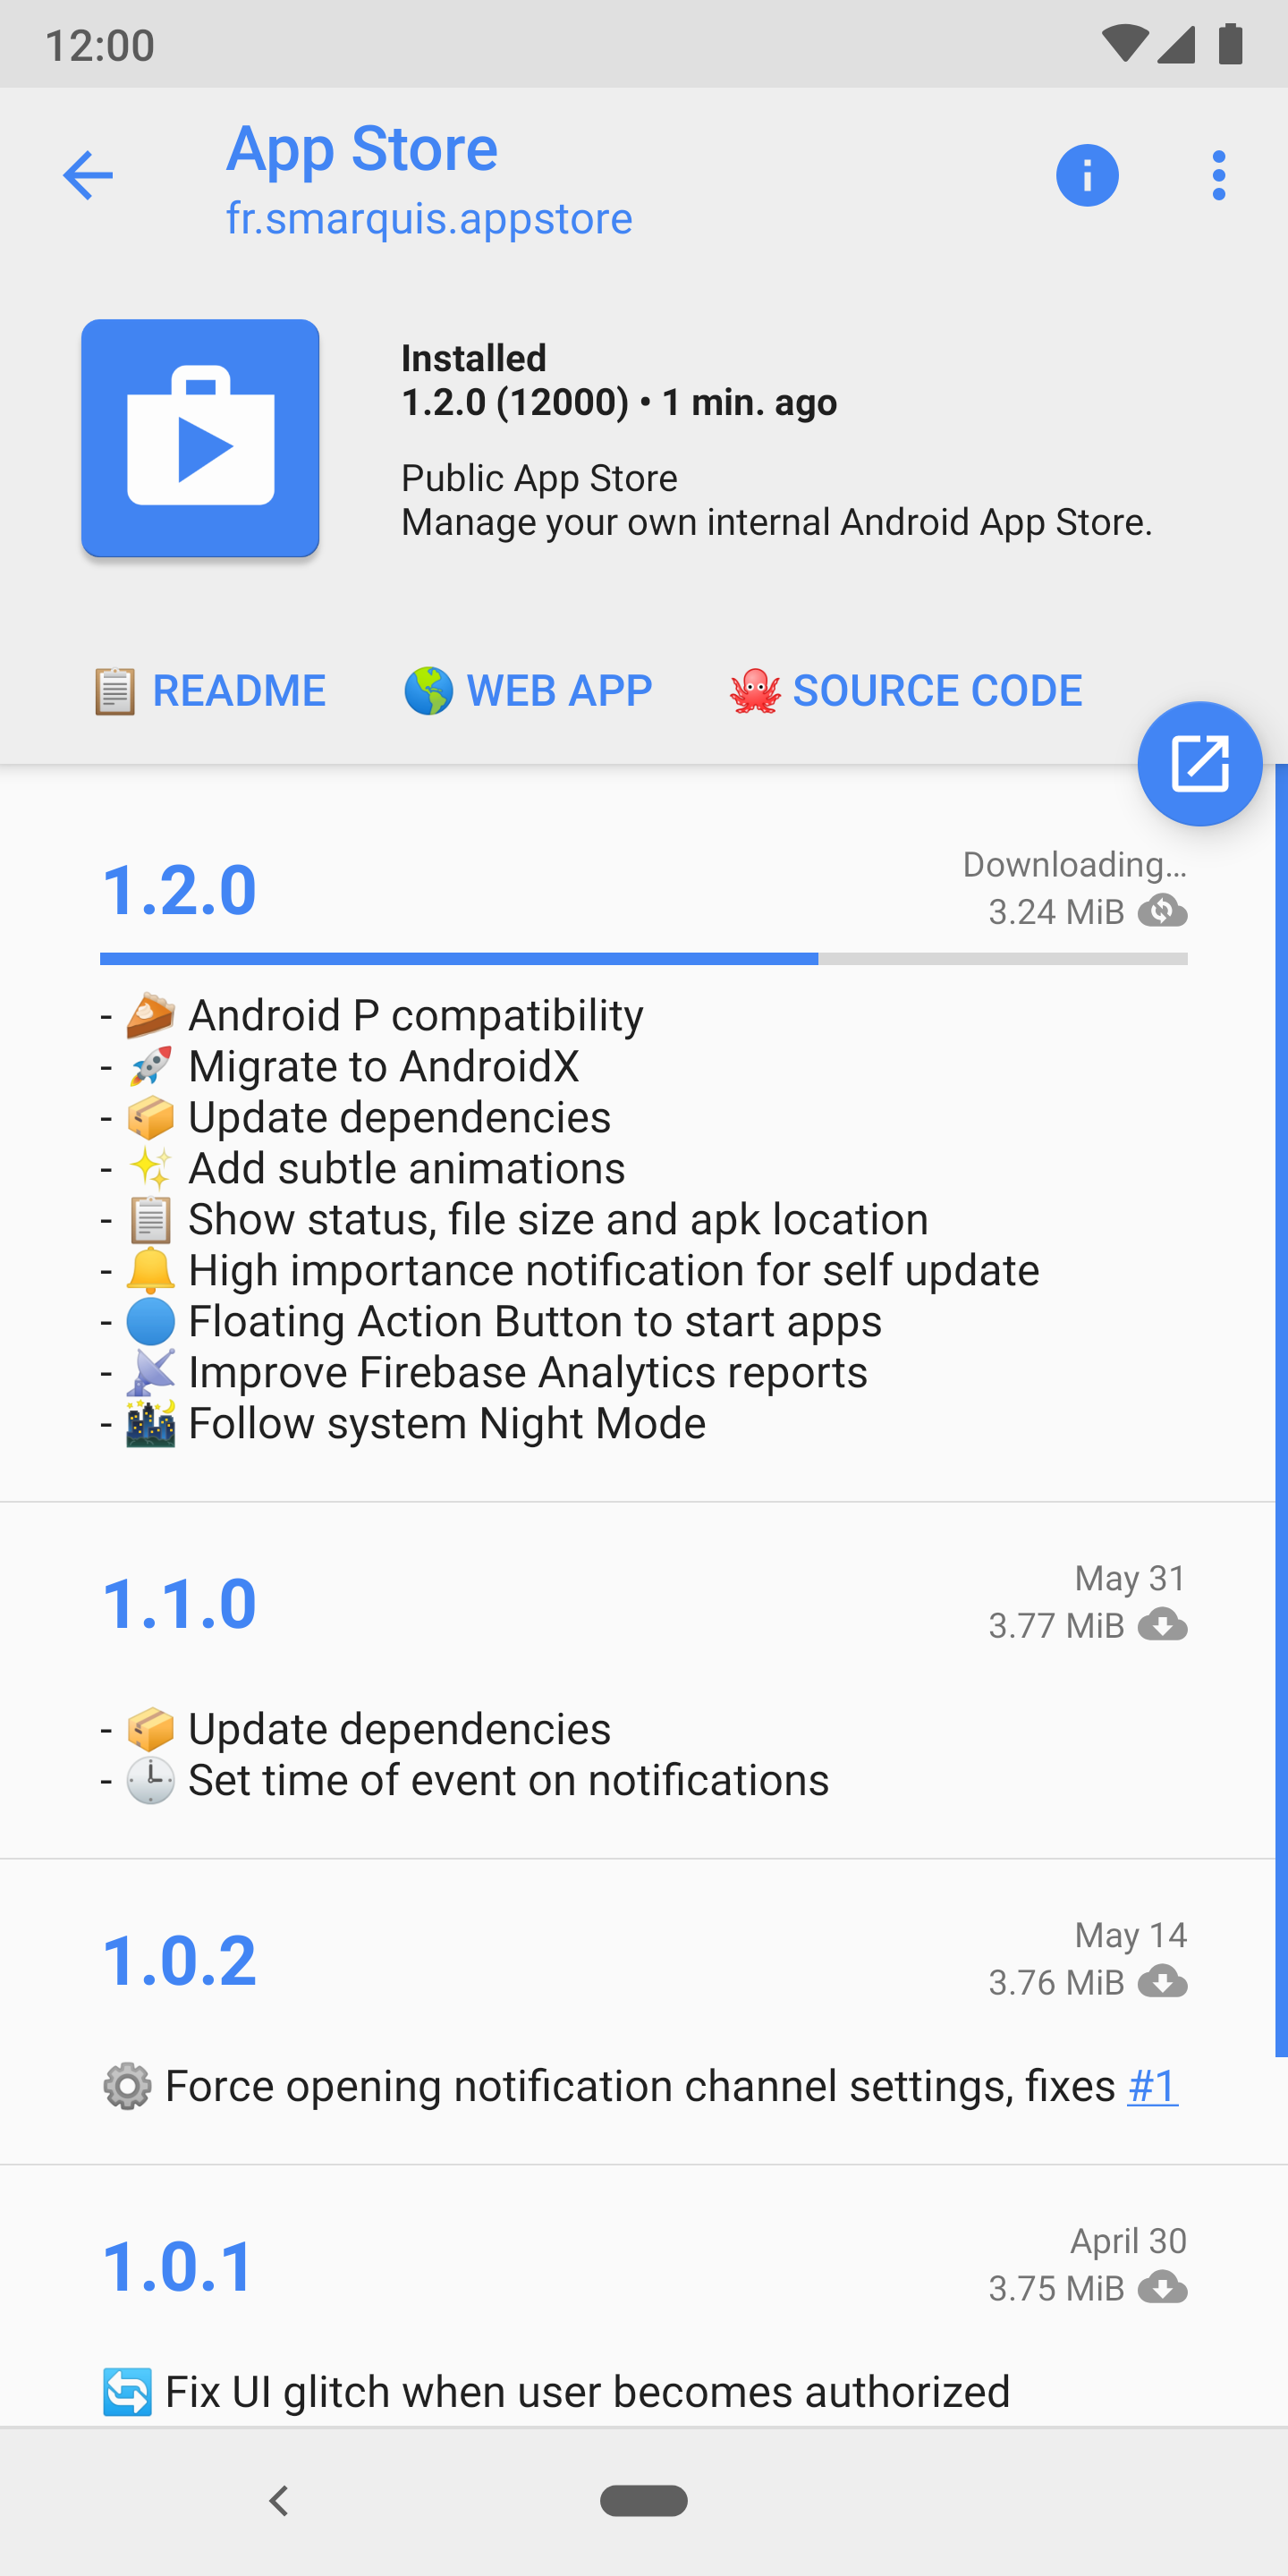 12:00
App Store
fr.smarquis.appstore
Installed
1.2.0 (12000) • 1 min. ago
Public App Store
Manage your own internal Android App Store.
📋 README 🌎 WEB APP 🐙 SOURCE CODE
1.2.0
Downloading…
3.24 MiB
- 🥧 Android P compatibility
- 🚀 Migrate to AndroidX
- 📦 Update dependencies
- ✨ Add subtle animations
- 📋 Show status, file size and apk location
- 🔔 High importance notification for self update
- 🔵 Floating Action Button to start apps
- 📡 Improve Firebase Analytics reports
- 🌃 Follow system Night Mode
1.1.0
May 31
3.77 MiB
- 📦 Update dependencies
- 🕒 Set time of event on notifications
1.0.2
May 14
3.76 MiB
⚙️ Force opening notification channel settings, fixes #1
1.0.1
April 30
3.75 MiB
🔄 Fix UI glitch when user becomes authorized